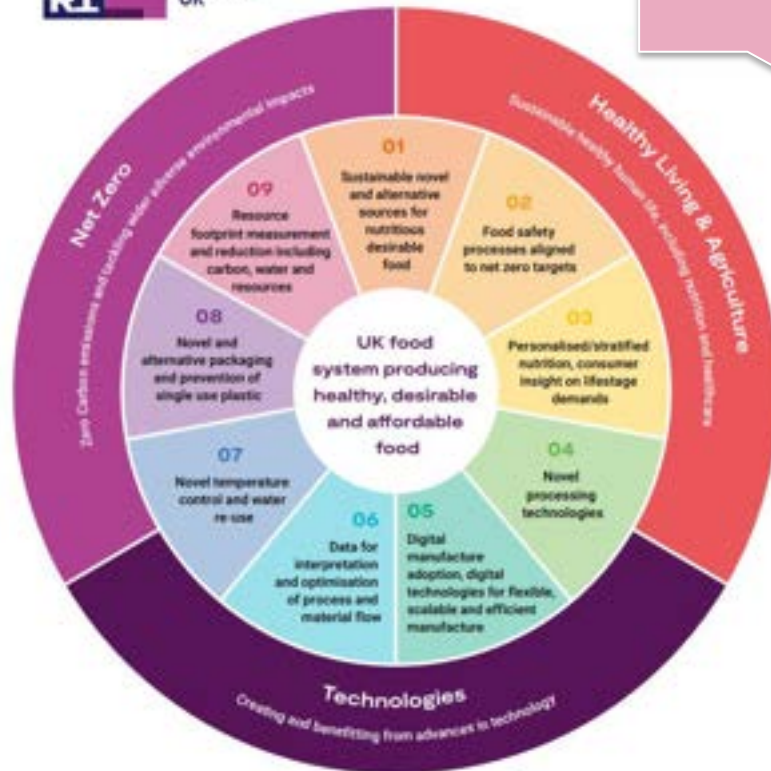 UK
Net Zero
Zero Carbon emissions and tackling wider adverse environmental impacts
Healthy Living & Agriculture
Sustainable healthy human life, including nutrition and healthcare
01
Sustainable novel
and alternative
sources for
nutritious
desirable
food
02
Food safety
processes aligned
to net zero targets
03
Personalised/stratified
nutrition, consumer
insight on lifestage
demands
04
Novel
processing
technologies
05
Digital
manufacture
adoption, digital
technologies for flexible,
scalable and efficient
manufacture
06
Data for
interpretation
and optimisation
of process and
material flow
07
Novel temperature
control and water
re-use
08
Novel and
alternative packaging
and prevention of
single use plastic
09
Resource
footprint measurement
and reduction including
carbon, water and
resources
UK food
system producing
healthy, desirable
and affordable
food
Technologies
Creating and benefitting from advances in technology